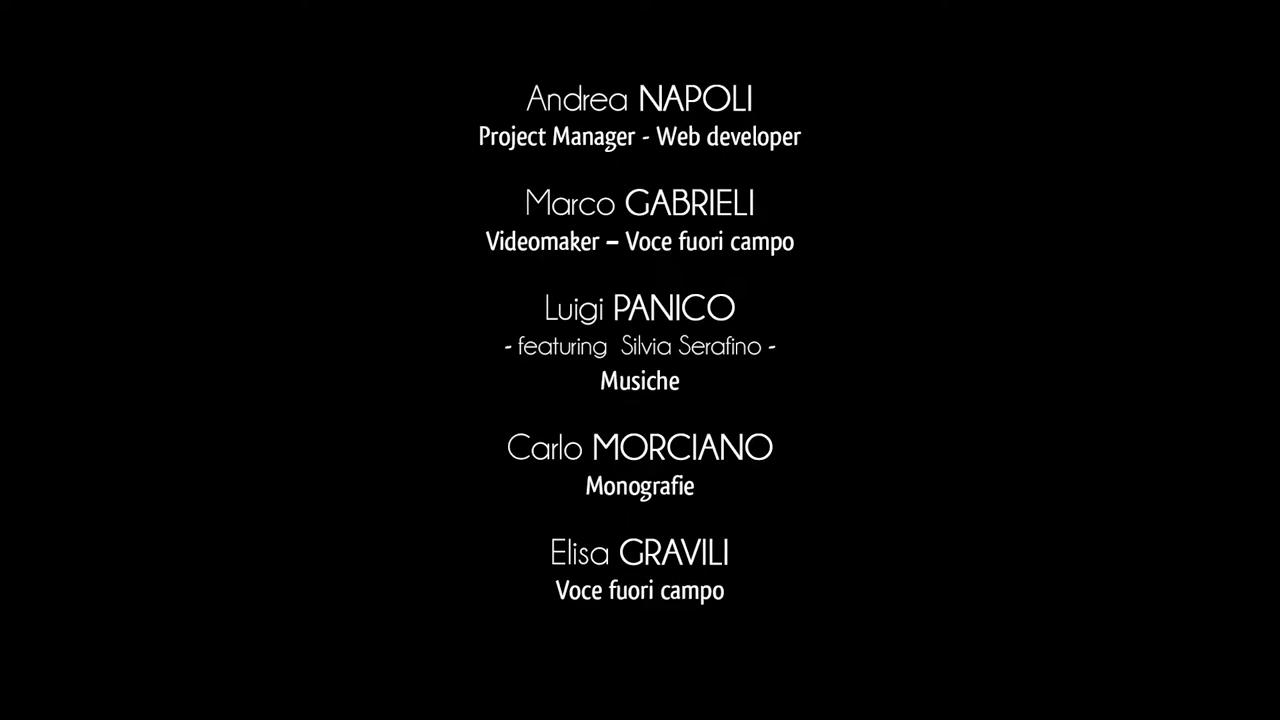 Andrea NAPOLI
Project Manager - Web developer
Marco GABRIELI
Videomaker – Voce fuori campo
Luigi PANICO
- featuring Silvia Serafino -
Musiche
Carlo MORCIANO
Monografie
Elisa GRAVILI
Voce fuori campo